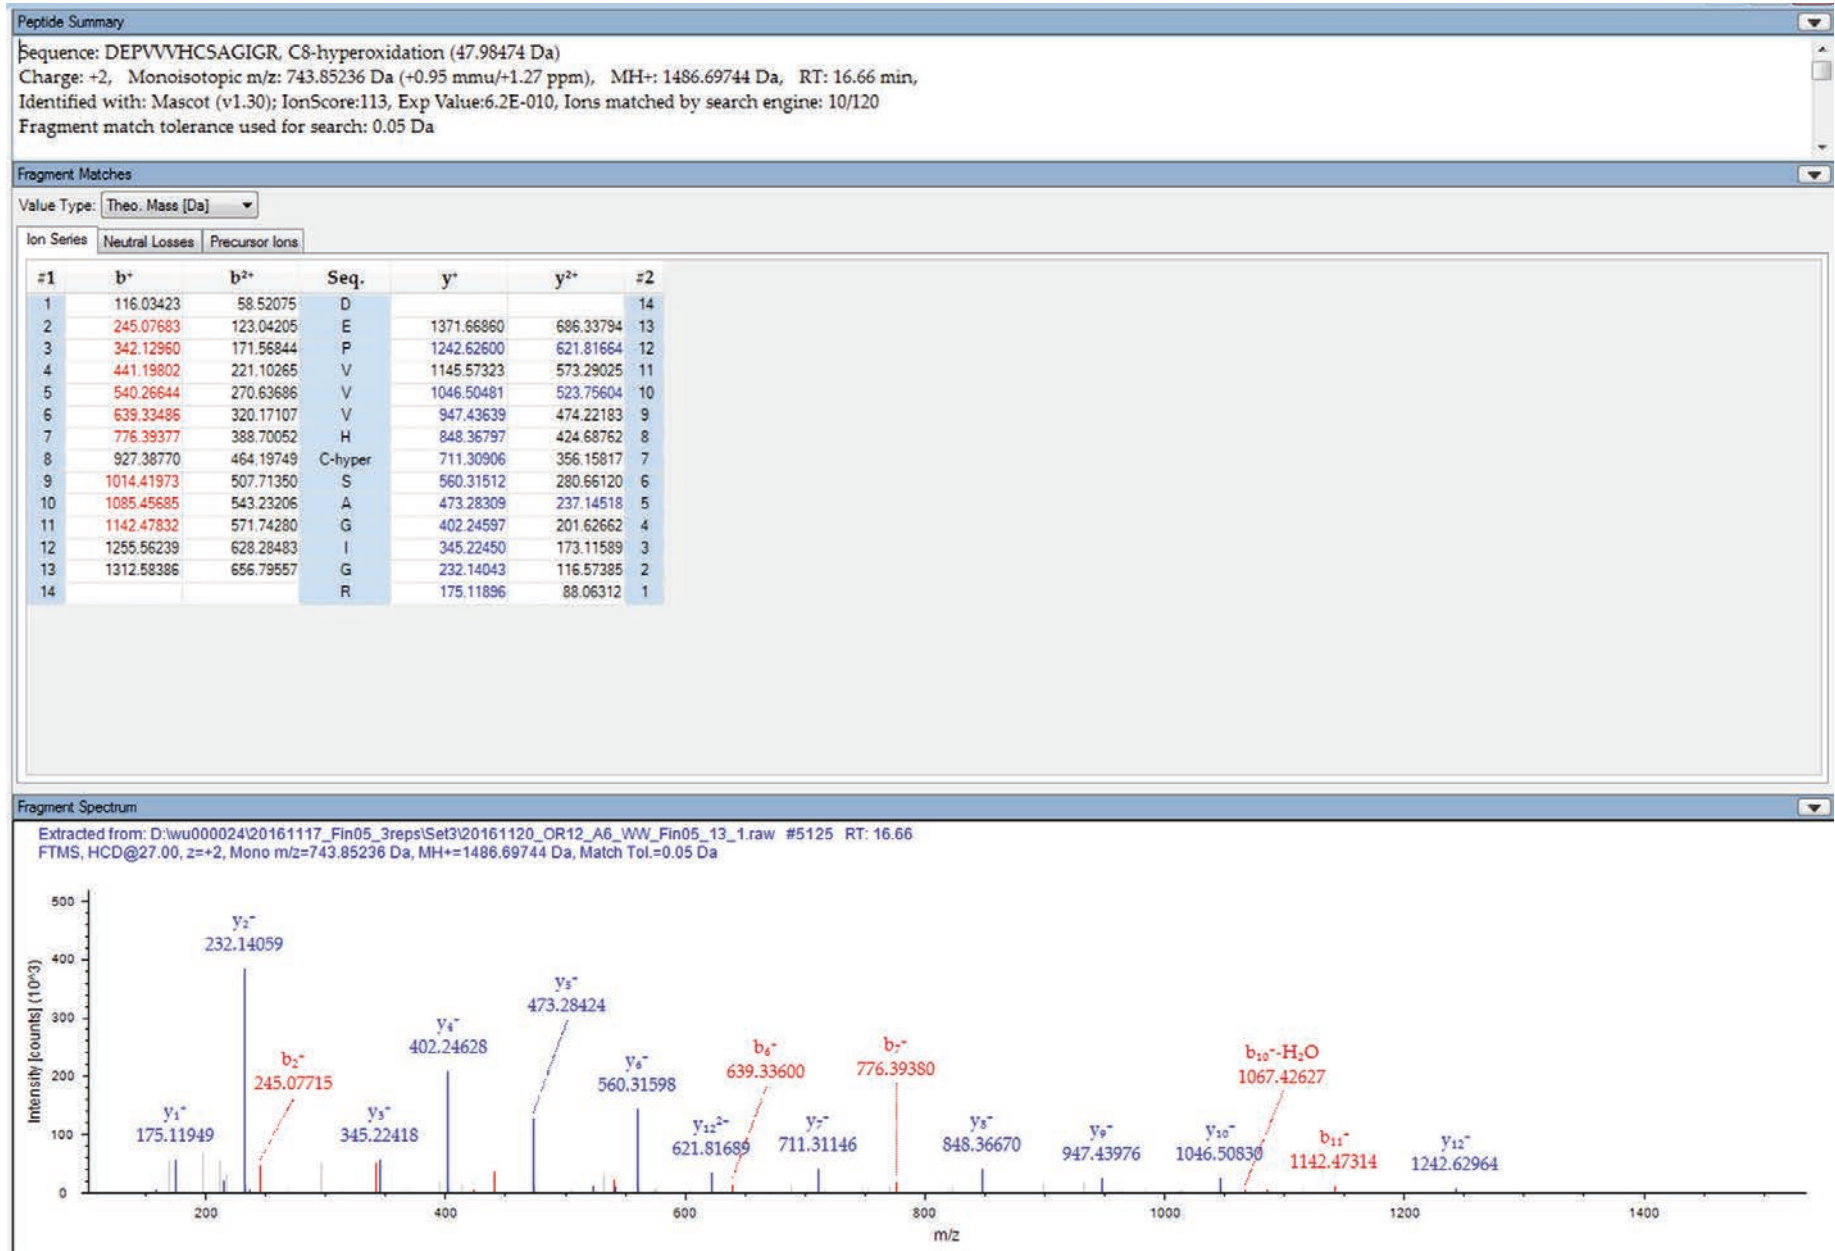 Peptide Summary
Sequence: DEPVVVHCSAGIGR, C8-hyperoxidation (47.98474 Da)
Charge: +2, Monoisotopic m/z: 743.85236 Da (+0.95 mmu/+1.27 ppm), MH+: 1486.69744 Da, RT: 16.66 min,
Identified with: Mascot (v1.30); IonScore:113, Exp Value:6.2E-010, Ions matched by search engine: 10/120
Fragment match tolerance used for search: 0.05 Da
Fragment Matches
Value Type: Theo. Mass [Da]
Ion Series Neutral Losses Precursor Ions
#1 b⁺ b²⁺ Seq. y⁺ y²⁺ #2
1 116.03423 58.52075 D 14
2 245.07683 123.04205 E 1371.66860 686.33794 13
3 342.12960 171.56844 P 1242.62600 621.81664 12
4 441.19802 221.10265 V 1145.57323 573.29025 11
5 540.26644 270.63686 V 1046.50481 523.75604 10
6 639.33486 320.17107 V 947.43639 474.22183 9
7 776.39377 388.70052 H 848.36797 424.68762 8
8 927.38770 464.19749 C-hyper 711.30906 356.15817 7
9 1014.41973 507.71350 S 560.31512 280.66120 6
10 1085.45685 543.23206 A 473.28309 237.14518 5
11 1142.47832 571.74280 G 402.24597 201.62662 4
12 1255.56239 628.28483 I 345.22450 173.11589 3
13 1312.58386 656.79557 G 232.14043 116.57385 2
14 R 175.11896 88.06312 1
Fragment Spectrum
Extracted from: D:\wu000024\20161117_Fin05_3reps\Set3\20161120_OR12_A6_WW_Fin05_13_1.raw #5125 RT: 16.66
FTMS, HCD@27.00, z=+2, Mono m/z=743.85236 Da, MH+=1486.69744 Da, Match Tol.=0.05 Da
Intensity [counts] (10^3)
500
400
300
200
100
0
y₁⁺
175.11949
y₂⁻
232.14059
b₂⁻
245.07715
y₃⁻
345.22418
y₄⁻
402.24628
y₅⁻
473.28424
y₆⁻
560.31598
y₁₂²⁻
621.81689
b₆⁻
639.33600
y₇⁻
711.31146
b₇⁻
776.39380
y₈⁻
848.36670
y₉⁻
947.43976
y₁₀⁻
1046.50830
b₁₀⁻-H₂O
1067.42627
b₁₁⁻
1142.47314
y₁₂⁻
1242.62964
200 400 600 800 1000 1200 1400
m/z